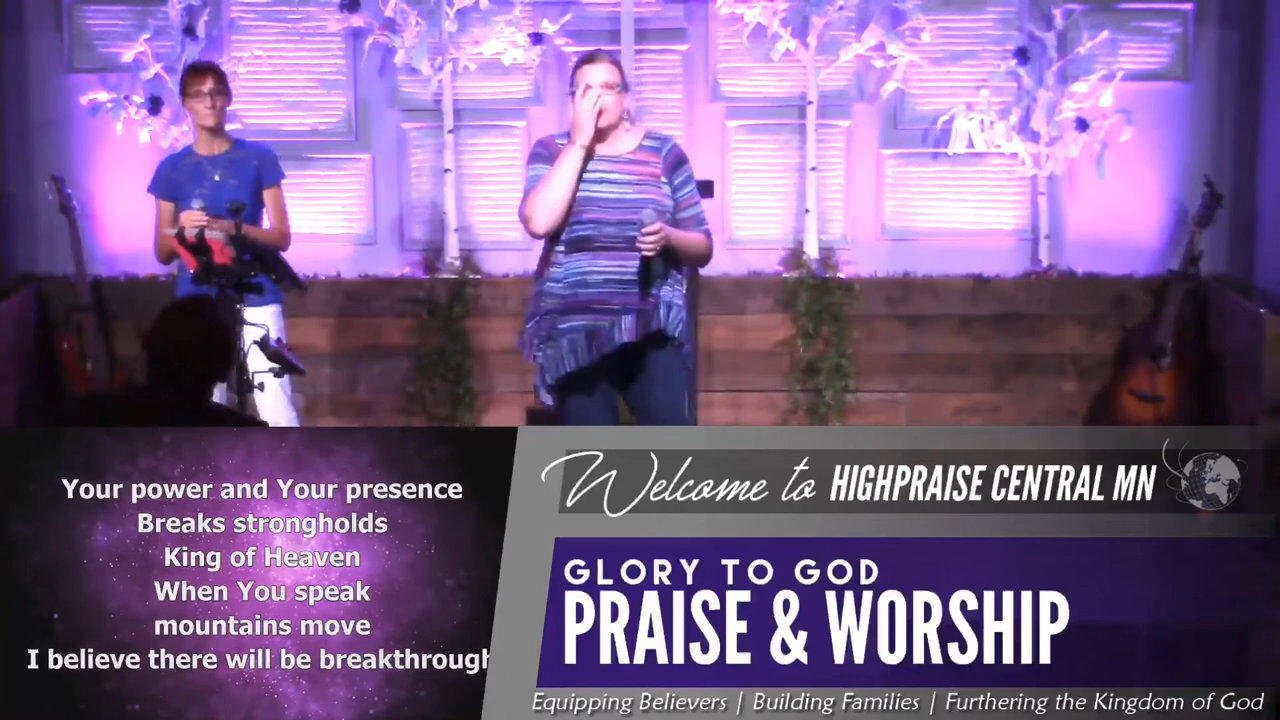 Your power and Your presence
Breaks strongholds
King of Heaven
When You speak
mountains move
I believe there will be breakthrough
Welcome to HIGHPRAISE CENTRAL MN
GLORY TO GOD
PRAISE & WORSHIP
Equipping Believers | Building Families | Furthering the Kingdom of God